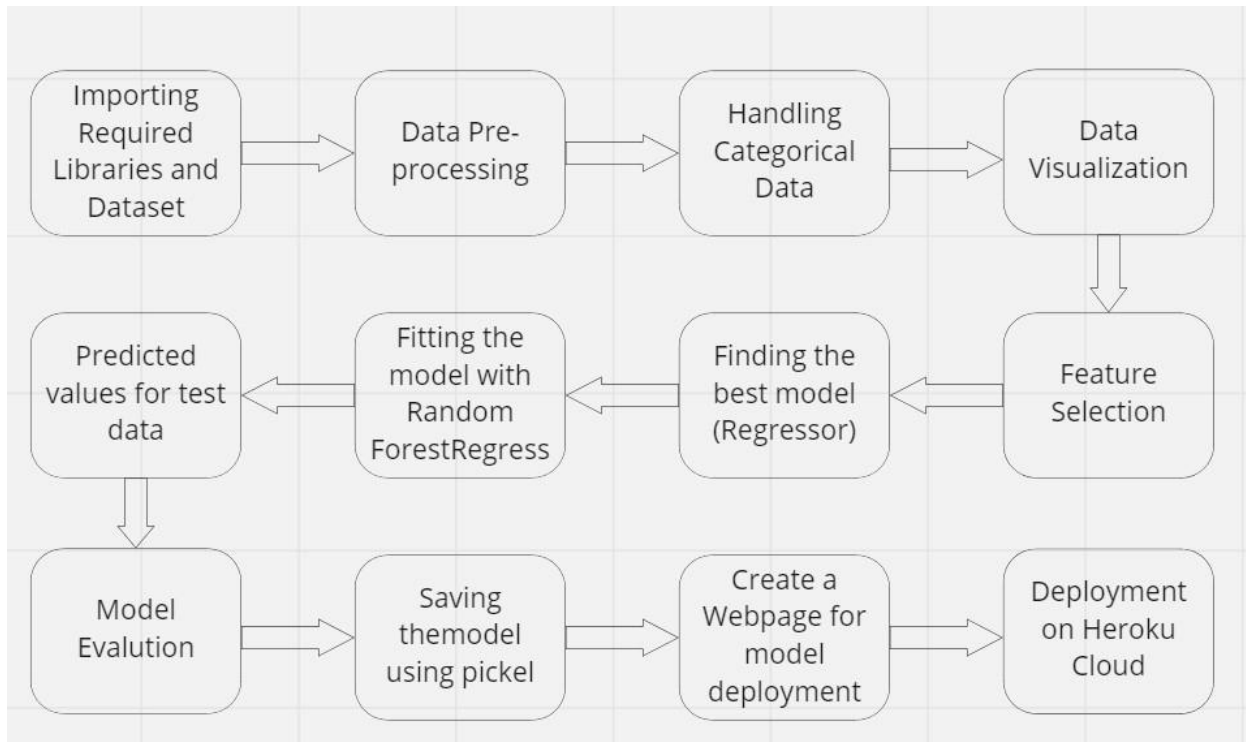 Importing
Required
Libraries and
Dataset
Data Pre-
processing
Handling
Categorical
Data
Data
Visualization
Feature
Selection
Finding the
best model
(Regressor)
Fitting the
model with
Random
ForestRegress
Predicted
values for test
data
Model
Evalution
Saving
themodel
using pickel
Create a
Webpage for
model
deployment
Deployment
on Heroku
Cloud